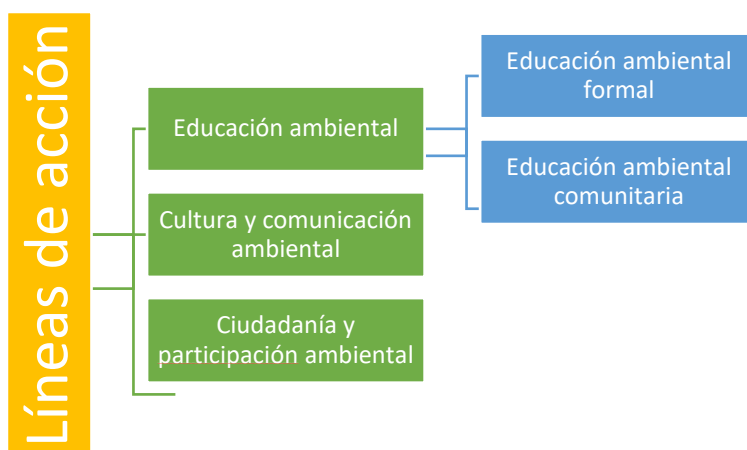 Líneas de acción
Educación ambiental
Cultura y comunicación
ambiental
Ciudadanía y
participación ambiental
Educación ambiental
formal
Educación ambiental
comunitaria